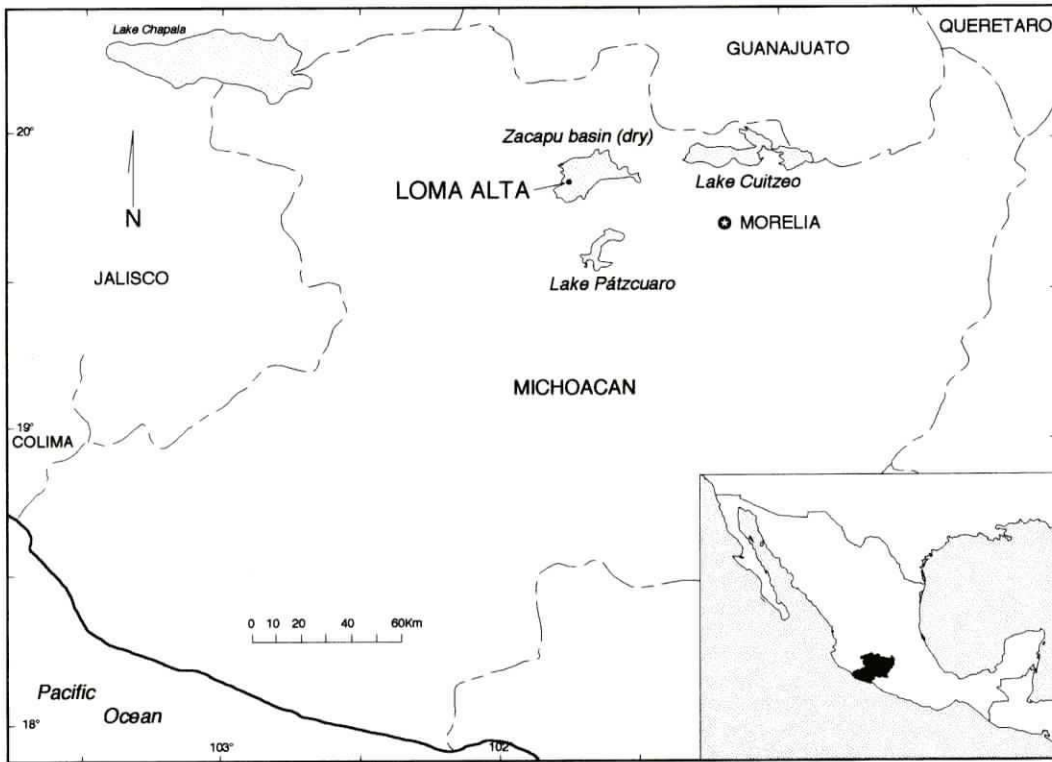 Lake Chapala
QUERETARO
GUANAJUATO
20°
Zacapu basin (dry)
Lake Cuitzeo
LOMA ALTA
N
MORELIA
JALISCO
Lake Pátzcuaro
MICHOACAN
19°
COLIMA
0 10 20 40 60Km
Pacific
Ocean
18°
103°
102